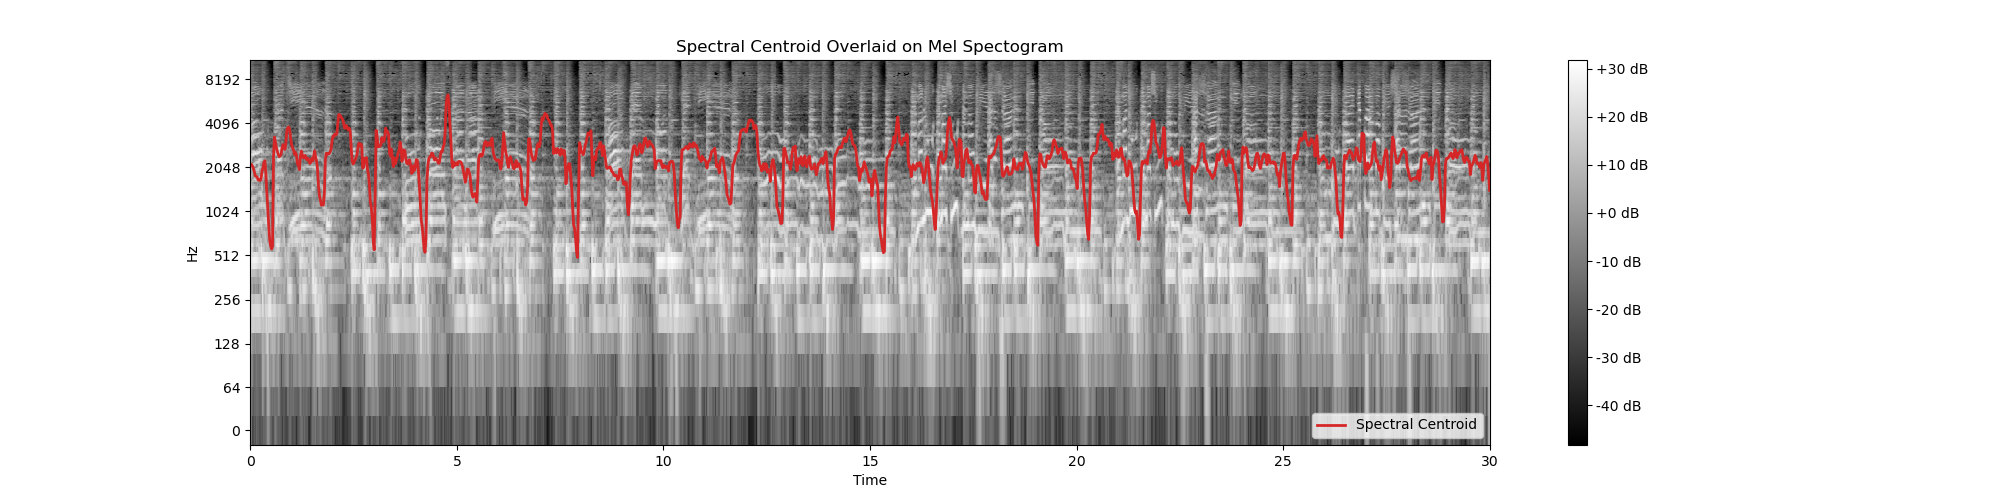 Spectral Centroid Overlaid on Mel Spectogram
Hz
8192
4096
2048
1024
512
256
128
64
0
0 5 10 15 20 25 30
Time
Spectral Centroid
+30 dB
+20 dB
+10 dB
+0 dB
-10 dB
-20 dB
-30 dB
-40 dB